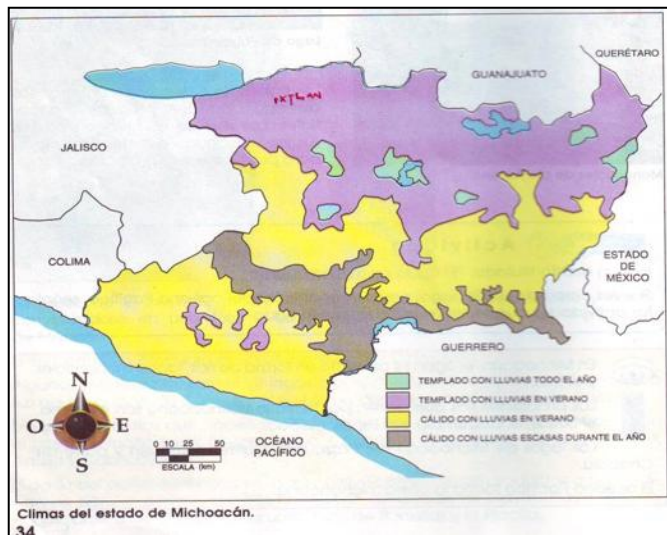 QUERÉTARO
GUANAJUATO
IXTLAN
JALISCO
COLIMA
ESTADO
DE
MÉXICO
GUERRERO
TEMPLADO CON LLUVIAS TODO EL AÑO
TEMPLADO CON LLUVIAS EN VERANO
CÁLIDO CON LLUVIAS EN VERANO
CÁLIDO CON LLUVIAS ESCASAS DURANTE EL AÑO
N
O
E
S
0 10 25 50
ESCALA (km)
OCÉANO
PACÍFICO
Climas del estado de Michoacán.
34